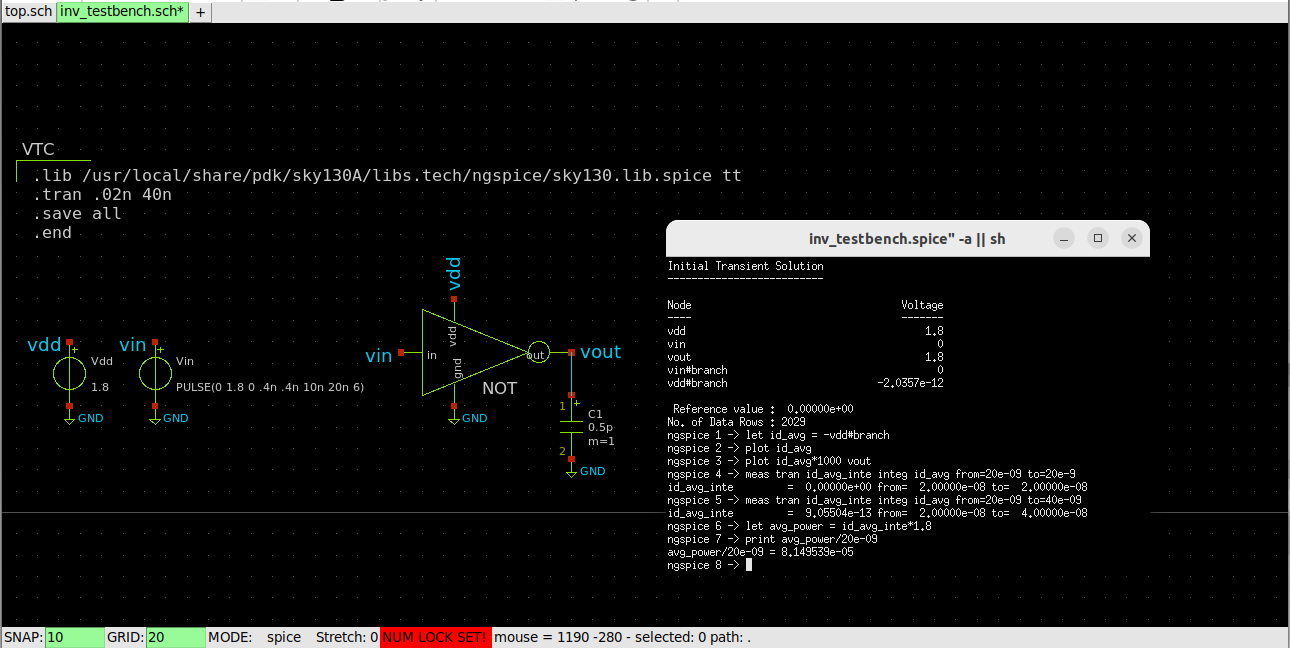 top.sch inv_testbench.sch* +
VTC
.lib /usr/local/share/pdk/sky130A/libs.tech/ngspice/sky130.lib.spice tt
.tran .02n 40n
.save all
.end
vdd
Vdd
1.8
GND
vin
Vin
PULSE(0 1.8 0 .4n .4n 10n 20n 6)
GND
vdd
vin
in
vdd
gnd
out
vout
NOT
GND
1
C1
0.5p
m=1
2
GND
inv_testbench.spice" -a || sh
Initial Transient Solution
--------------------------
Node Voltage
---- -------
vdd 1.8
vin 0
vout 1.8
vin#branch 0
vdd#branch -2.0357e-12
Reference value : 0.00000e+00
No. of Data Rows : 2029
ngspice 1 -> let id_avg = -vdd#branch
ngspice 2 -> plot id_avg
ngspice 3 -> plot id_avg*1000 vout
ngspice 4 -> meas tran id_avg_inte integ id_avg from=20e-09 to=20e-9
id_avg_inte = 0.00000e+00 from= 2.00000e-08 to= 2.00000e-08
ngspice 5 -> meas tran id_avg_inte integ id_avg from=20e-09 to=40e-09
id_avg_inte = 9.05504e-13 from= 2.00000e-08 to= 4.00000e-08
ngspice 6 -> let avg_power = id_avg_inte*1.8
ngspice 7 -> print avg_power/20e-09
avg_power/20e-09 = 8.149539e-05
ngspice 8 ->
SNAP: 10 GRID: 20 MODE: spice Stretch: 0 NUM LOCK SET! mouse = 1190 -280 - selected: 0 path: .